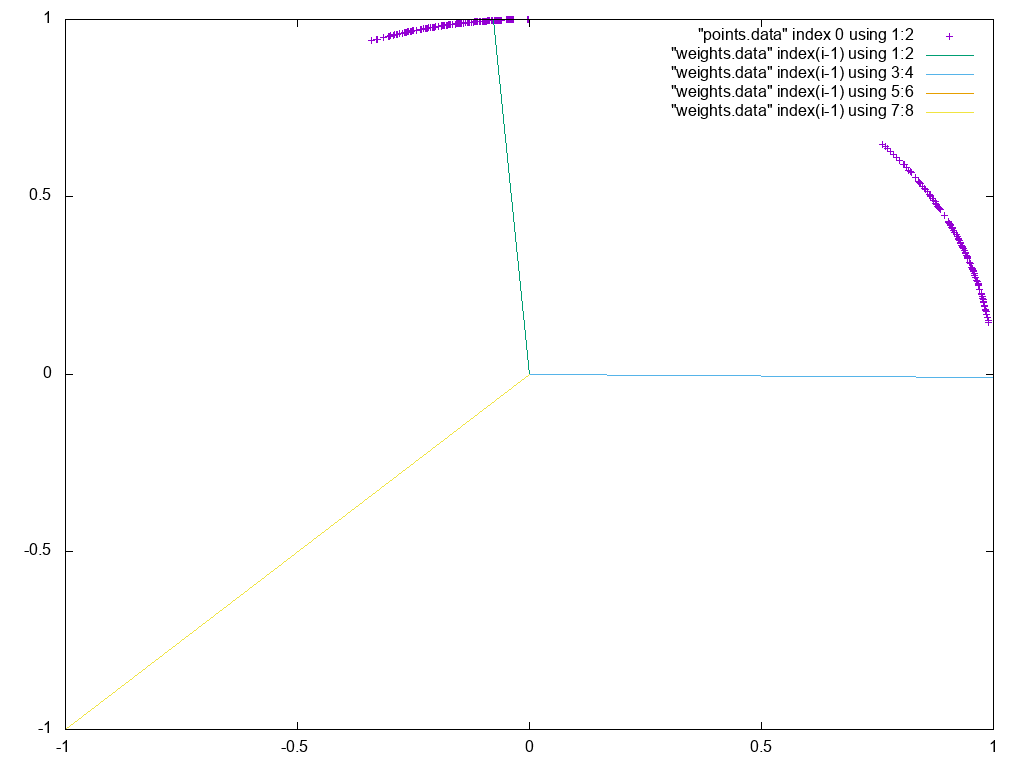 1
0.5
0
-0.5
-1
-1
-0.5
0
0.5
1
"points.data" index 0 using 1:2
"weights.data" index(i-1) using 1:2
"weights.data" index(i-1) using 3:4
"weights.data" index(i-1) using 5:6
"weights.data" index(i-1) using 7:8